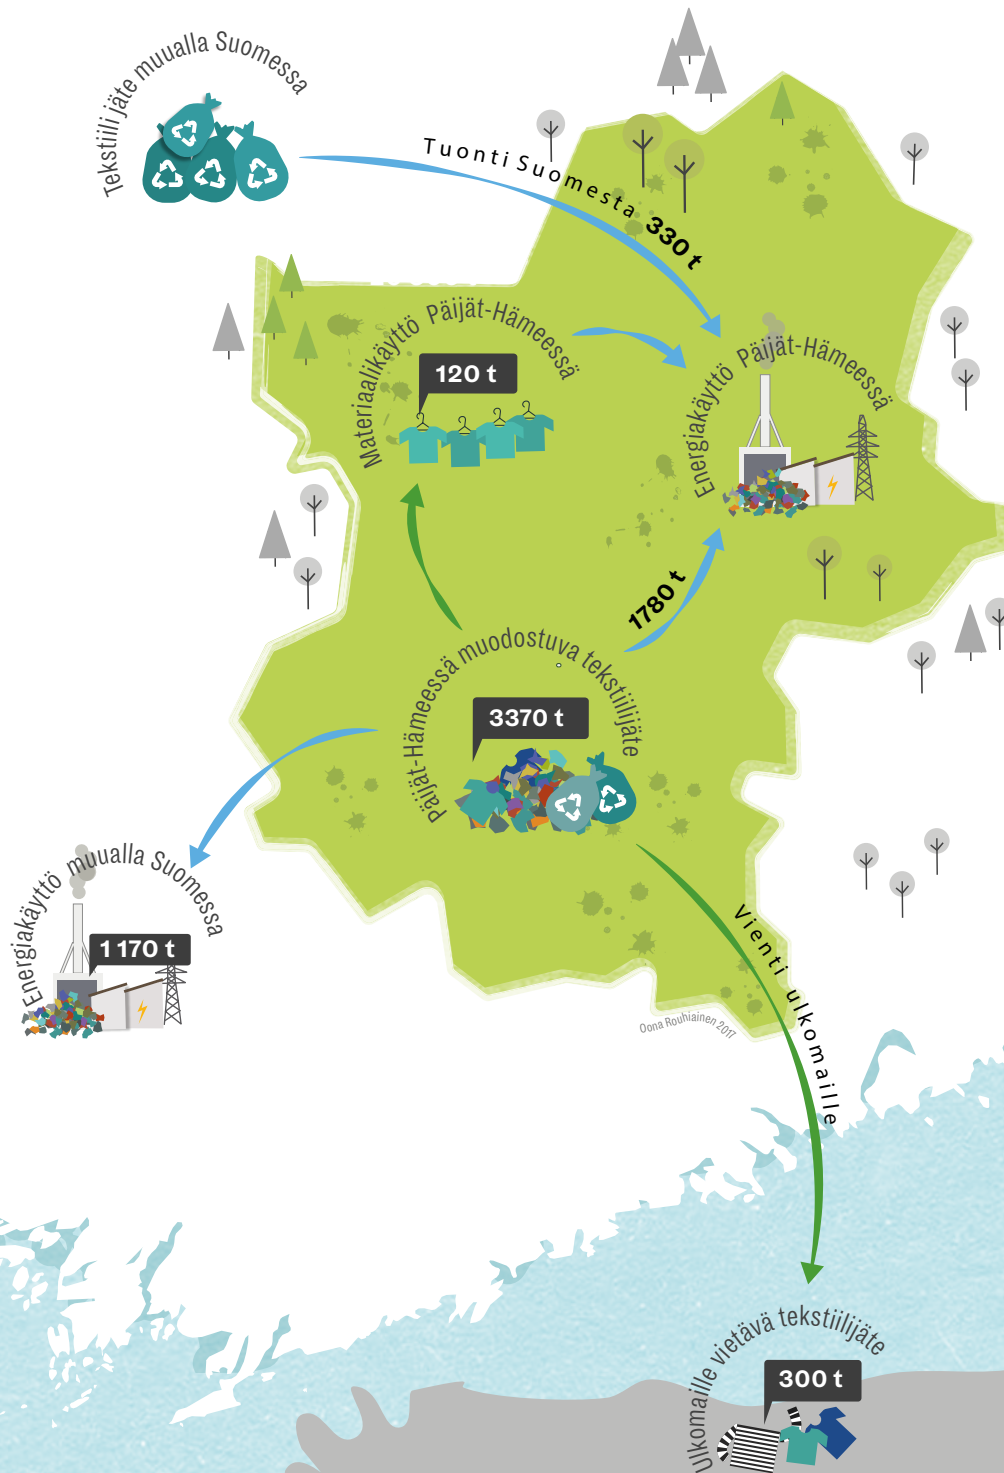 Tekstiili jäte muualla Suomessa
Tuonti Suomesta 330 t
Materiaalikäyttö Päijät-Hämeessä
120 t
Energiakäyttö Päijät-Hämeessä
1780 t
Päijät-Hämeessä muodostuva tekstiilijäte
3370 t
Energiakäyttö muualla Suomessa
1 170 t
Vienti ulkomaille
Oona Rouhiainen 2017
Ulkomaille vietävä tekstiilijäte
300 t